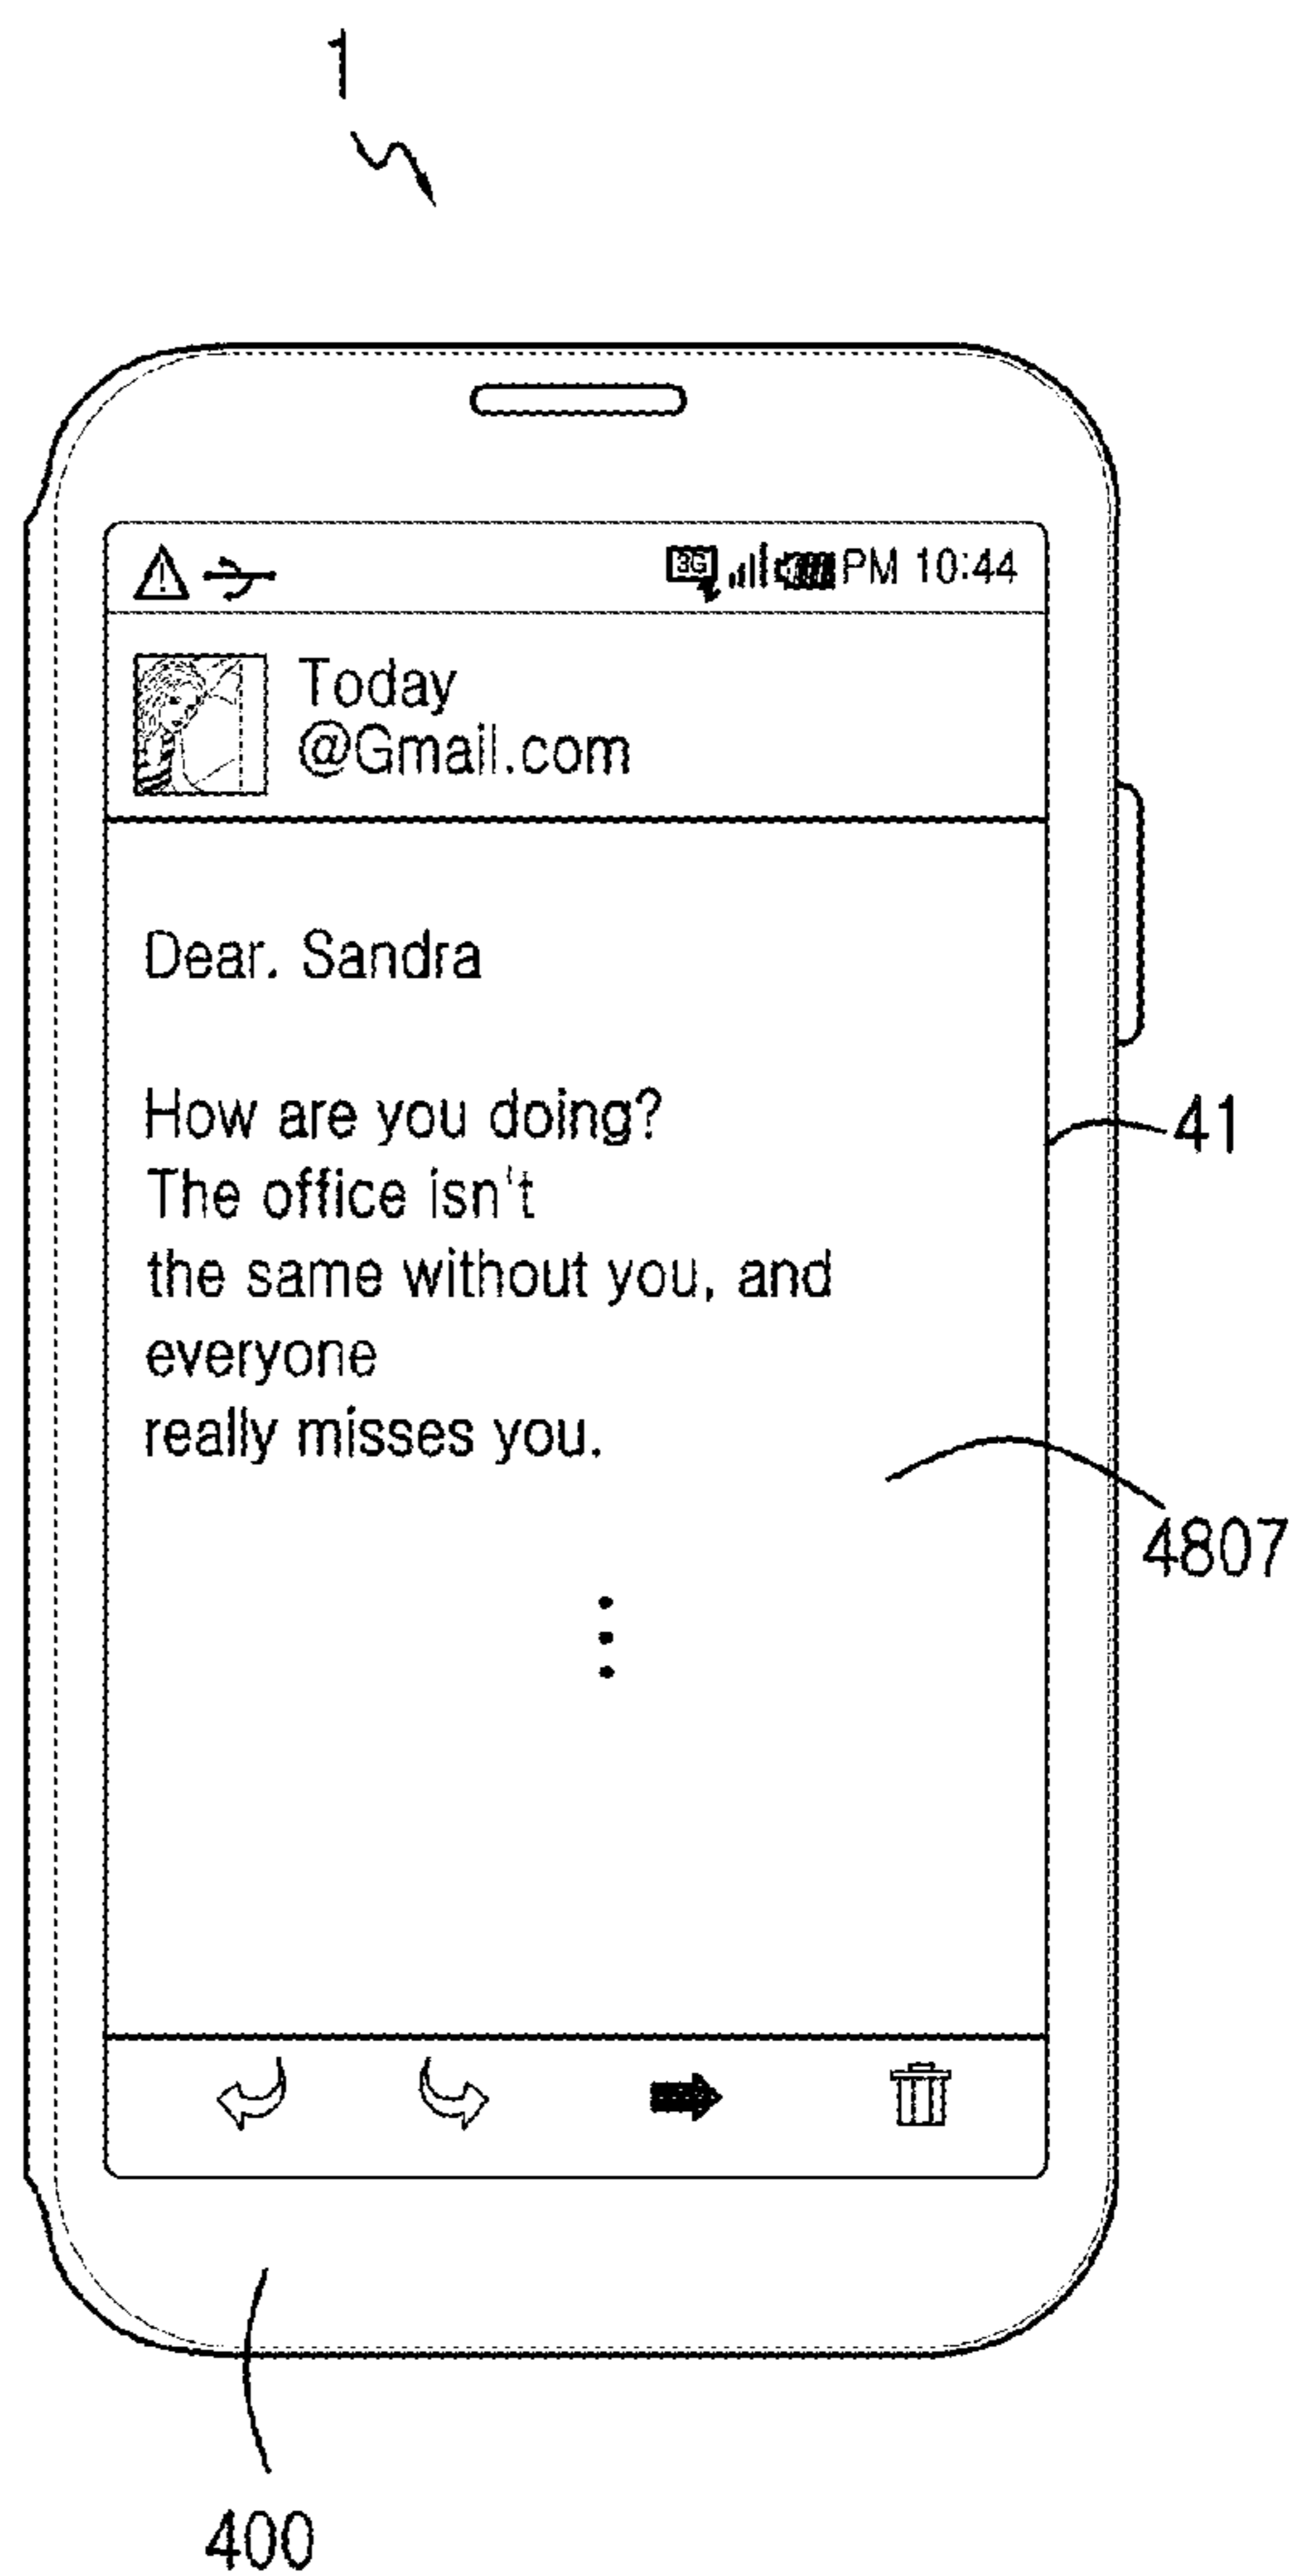 1
3G PM 10:44
Today
@Gmail.com
Dear. Sandra
How are you doing?
41
The office isn't
the same without you, and
everyone
really misses you.
4807
400